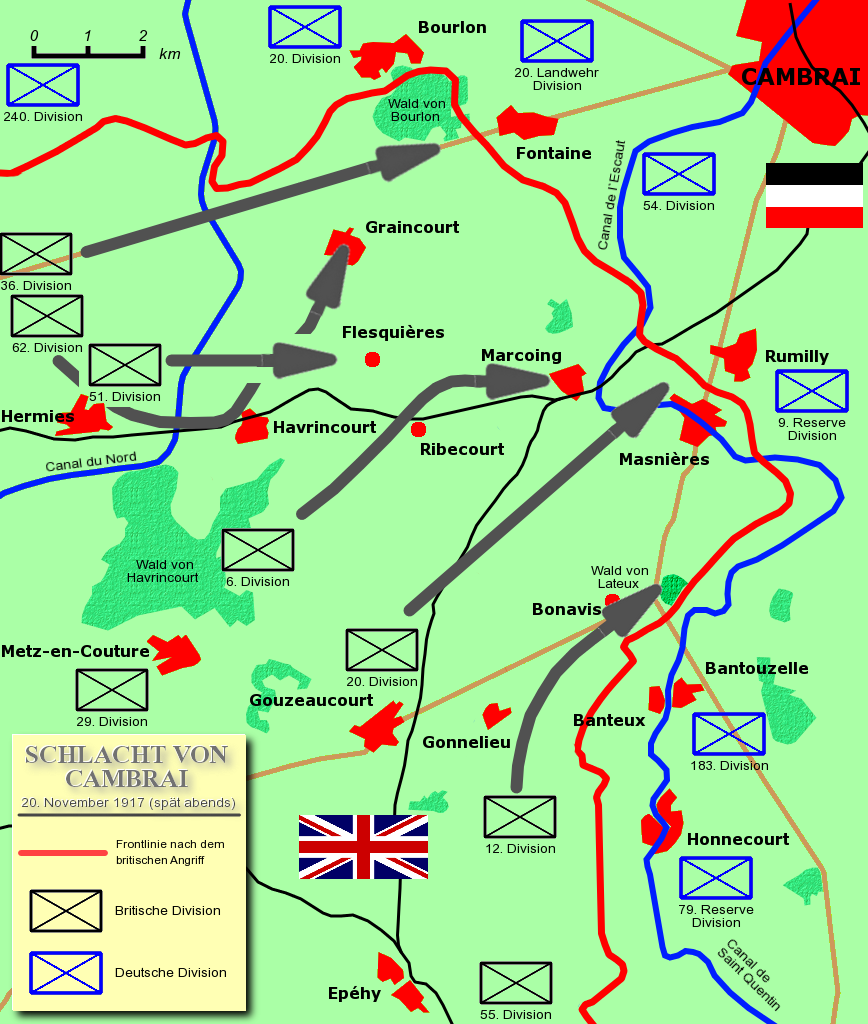 0 1 2
km
20. Division
Bourlon
20. Landwehr
Division
CAMBRAI
240. Division
Wald von
Bourlon
Fontaine
Canal de l'Escaut
54. Division
Graincourt
36. Division
62. Division
51. Division
Flesquières
Marcoing
Rumilly
9. Reserve
Division
Hermies
Havrincourt
Ribecourt
Masnières
Canal du Nord
6. Division
Wald von
Havrincourt
Wald von
Lateux
Bonavis
Metz-en-Couture
29. Division
20. Division
Gouzeaucourt
Gonnelieu
Bantouzelle
Banteux
183. Division
12. Division
Honnecourt
79. Reserve
Division
Canal de
Saint Quentin
Epéhy
55. Division
SCHLACHT VON
CAMBRAI
20. November 1917 (spät abends)
Frontlinie nach dem
britischen Angriff
Britische Division
Deutsche Division